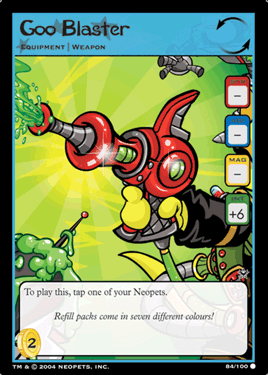 Goo Blaster
EQUIPMENT | WEAPON
–
–
MAG
–
INT
+6
To play this, tap one of your Neopets.
Refill packs come in seven different colours!
2
TM & © 2004 NEOPETS, INC.
84/100